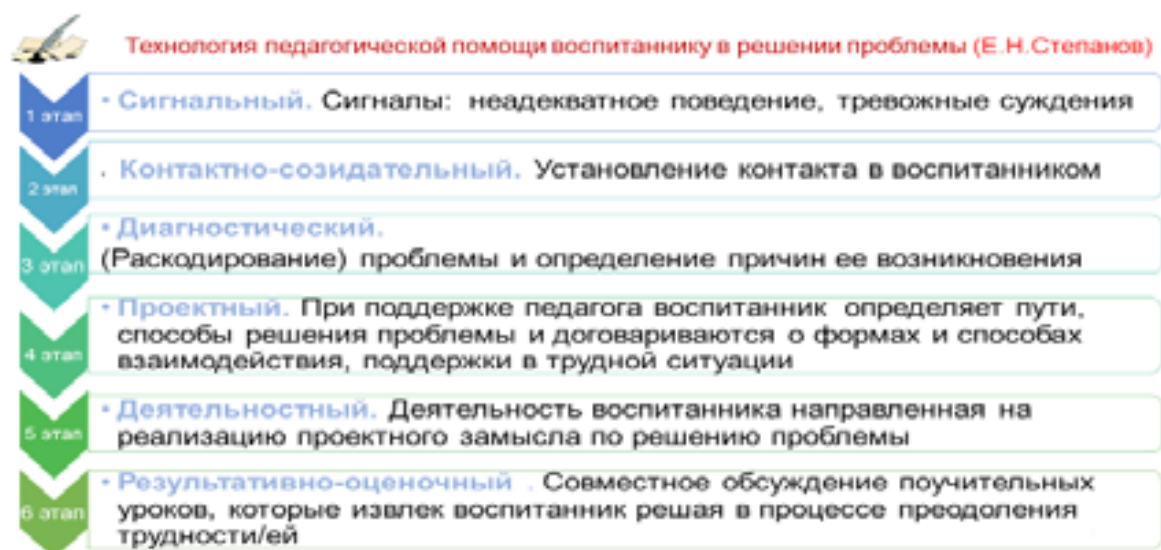 Технология педагогической помощи воспитаннику в решении проблемы (Е.Н.Степанов)
1 этап
• Сигнальный. Сигналы: неадекватное поведение, тревожные суждения
2 этап
. Контактно-созидательный. Установление контакта в воспитанником
3 этап
• Диагностический.
(Раскодирование) проблемы и определение причин ее возникновения
4 этап
• Проектный. При поддержке педагога воспитанник определяет пути,
способы решения проблемы и договариваются о формах и способах
взаимодействия, поддержки в трудной ситуации
5 этап
• Деятельностный. Деятельность воспитанника направленная на
реализацию проектного замысла по решению проблемы
6 этап
• Результативно-оценочный . Совместное обсуждение поучительных
уроков, которые извлек воспитанник решая в процессе преодоления
трудности/ей